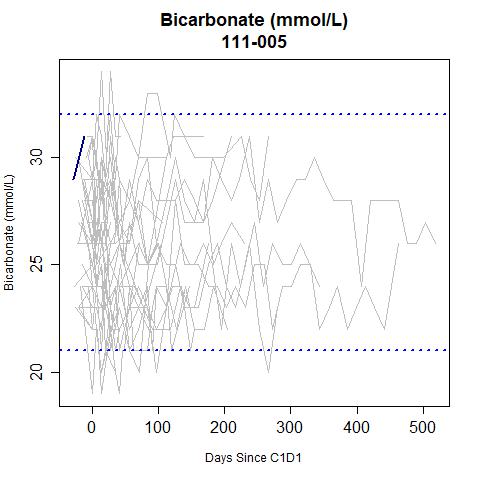 Bicarbonate (mmol/L)
111-005
Bicarbonate (mmol/L)
30
25
20
0 100 200 300 400 500
Days Since C1D1